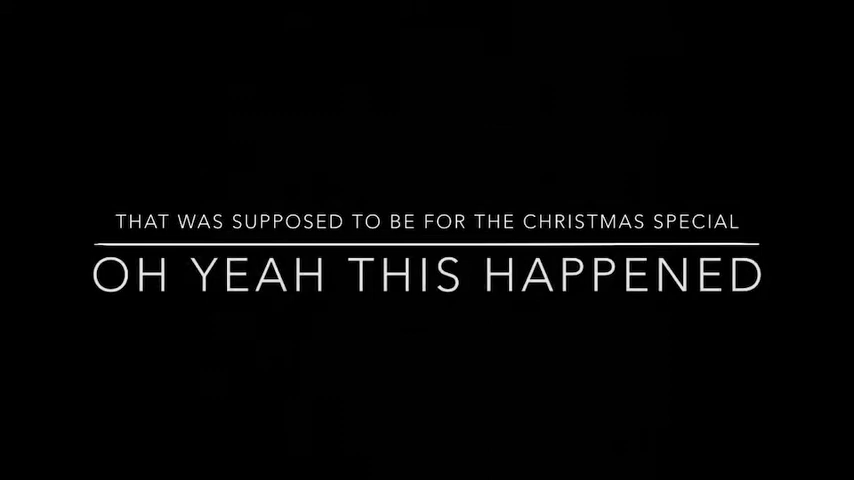 THAT WAS SUPPOSED TO BE FOR THE CHRISTMAS SPECIAL
OH YEAH THIS HAPPENED